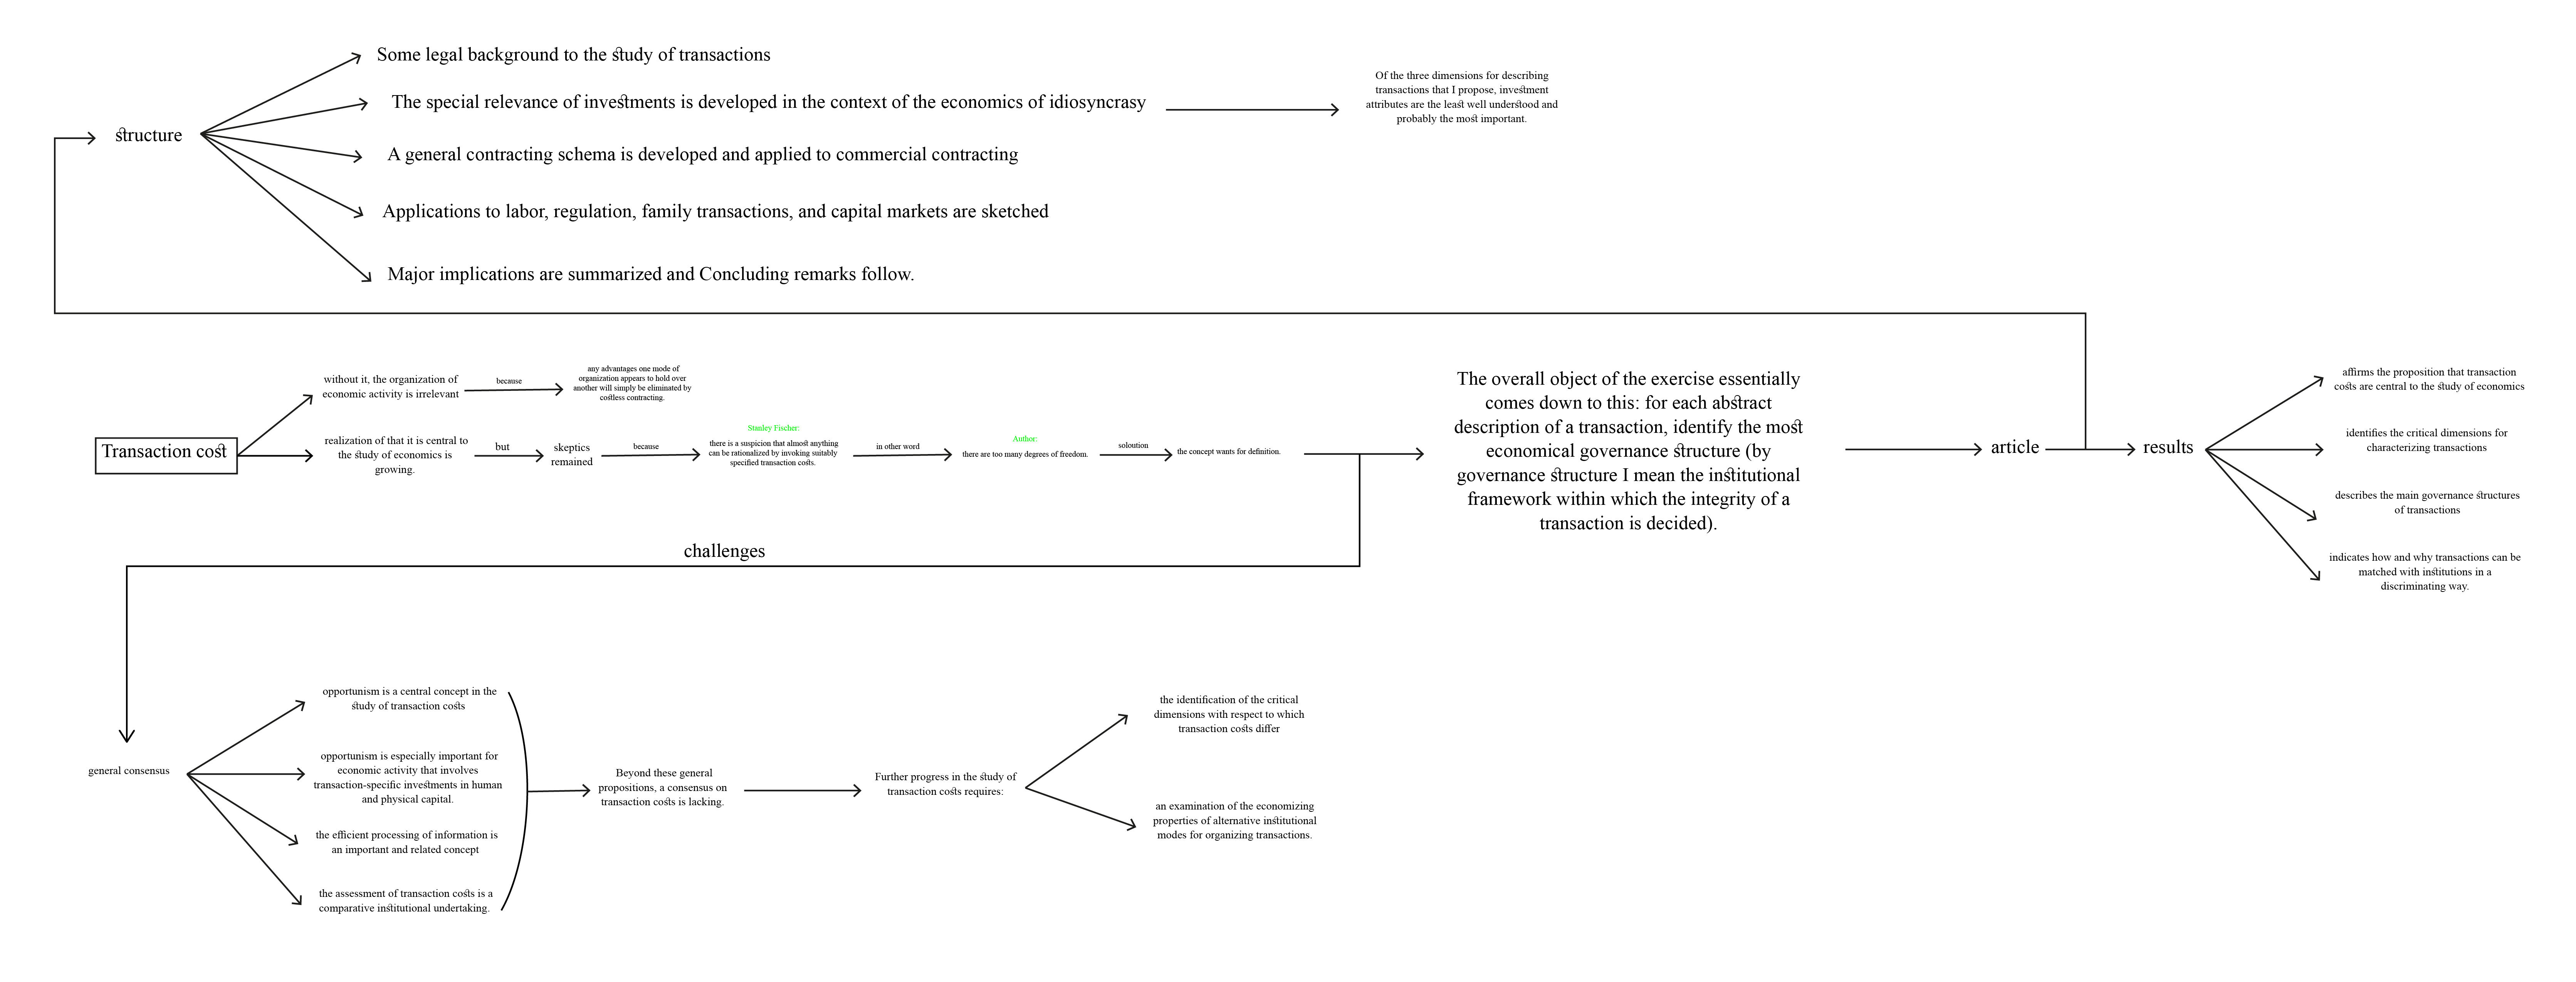 Some legal background to the study of transactions
The special relevance of investments is developed in the context of the economics of idiosyncrasy
Of the three dimensions for describing
transactions that I propose, investment
attributes are the least well understood and
probably the most important.
structure
A general contracting schema is developed and applied to commercial contracting
Applications to labor, regulation, family transactions, and capital markets are sketched
Major implications are summarized and Concluding remarks follow.
Transaction cost
without it, the organization of
economic activity is irrelevant
because
any advantages one mode of
organization appears to hold over
another will simply be eliminated by
costless contracting.
realization of that it is central to
the study of economics is
growing.
but
skeptics
remained
because
Stanley Fischer:
there is a suspicion that almost anything
can be rationalized by invoking suitably
specified transaction costs.
in other word
Author:
there are too many degrees of freedom.
soloution
the concept wants for definition.
The overall object of the exercise essentially
comes down to this: for each abstract
description of a transaction, identify the most
economical governance structure (by
governance structure I mean the institutional
framework within which the integrity of a
transaction is decided).
article
results
affirms the proposition that transaction
costs are central to the study of economics
identifies the critical dimensions for
characterizing transactions
describes the main governance structures
of transactions
indicates how and why transactions can be
matched with institutions in a
discriminating way.
challenges
general consensus
opportunism is a central concept in the
study of transaction costs
opportunism is especially important for
economic activity that involves
transaction-specific investments in human
and physical capital.
the efficient processing of information is
an important and related concept
the assessment of transaction costs is a
comparative institutional undertaking.
Beyond these general
propositions, a consensus on
transaction costs is lacking.
Further progress in the study of
transaction costs requires:
the identification of the critical
dimensions with respect to which
transaction costs differ
an examination of the economizing
properties of alternative institutional
modes for organizing transactions.